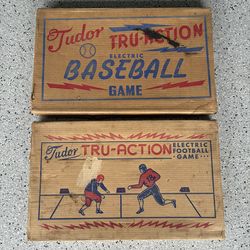 Tudor TRU-ACTION
ELECTRIC
BASEBALL
GAME
Tudor TRU-ACTION ELECTRIC
FOOTBALL
GAME...